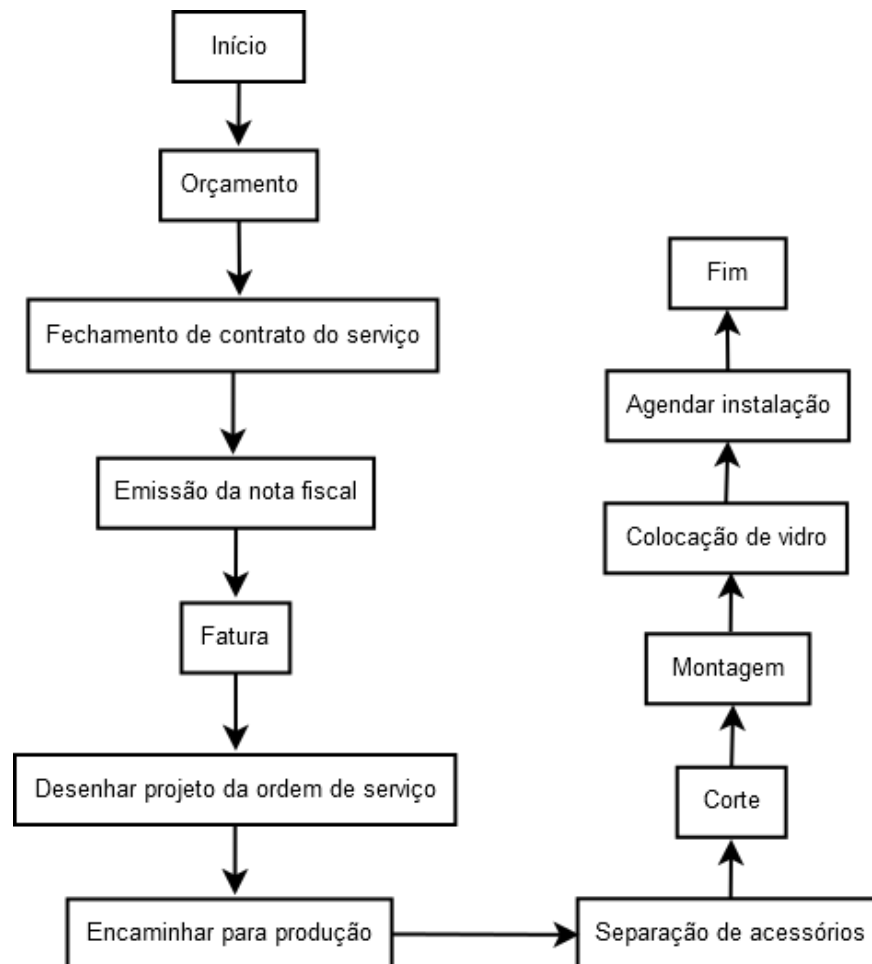 Início
Orçamento
Fechamento de contrato do serviço
Emissão da nota fiscal
Fatura
Desenhar projeto da ordem de serviço
Encaminhar para produção
Separação de acessórios
Corte
Montagem
Colocação de vidro
Agendar instalação
Fim